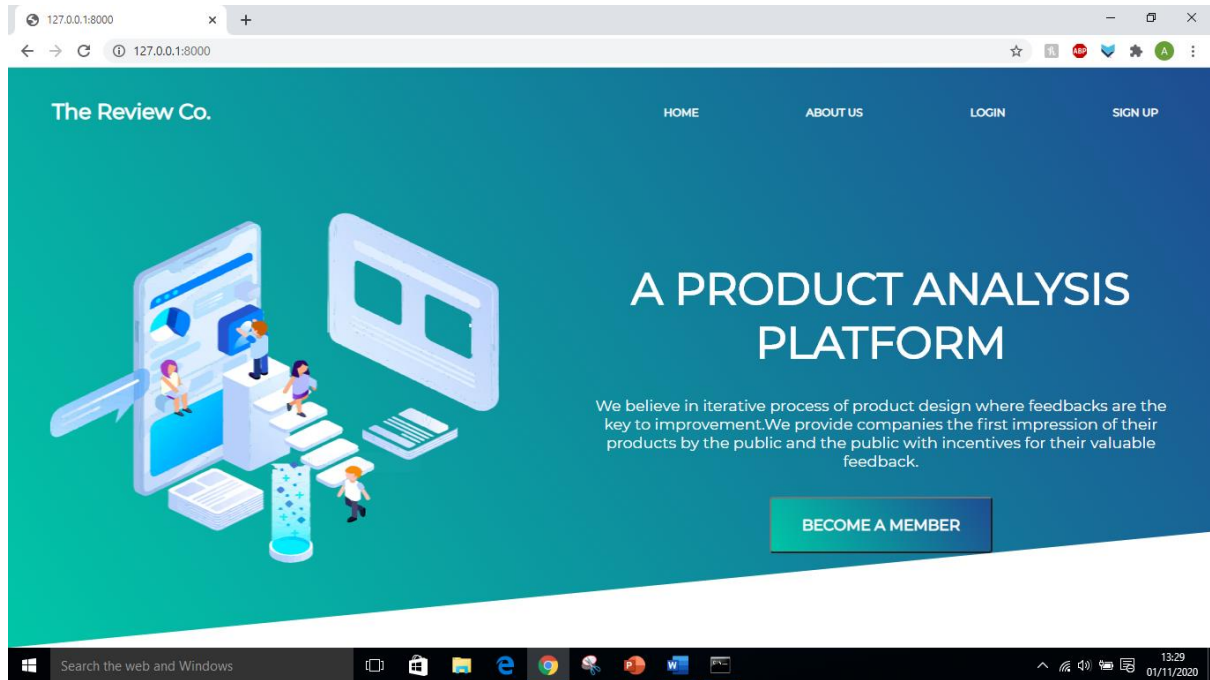 127.0.0.1:8000
127.0.0.1:8000
ABP
A
The Review Co.
HOME
ABOUT US
LOGIN
SIGN UP
A PRODUCT ANALYSIS
PLATFORM
We believe in iterative process of product design where feedbacks are the
key to improvement.We provide companies the first impression of their
products by the public and the public with incentives for their valuable
feedback.
BECOME A MEMBER
Search the web and Windows
13:29
01/11/2020